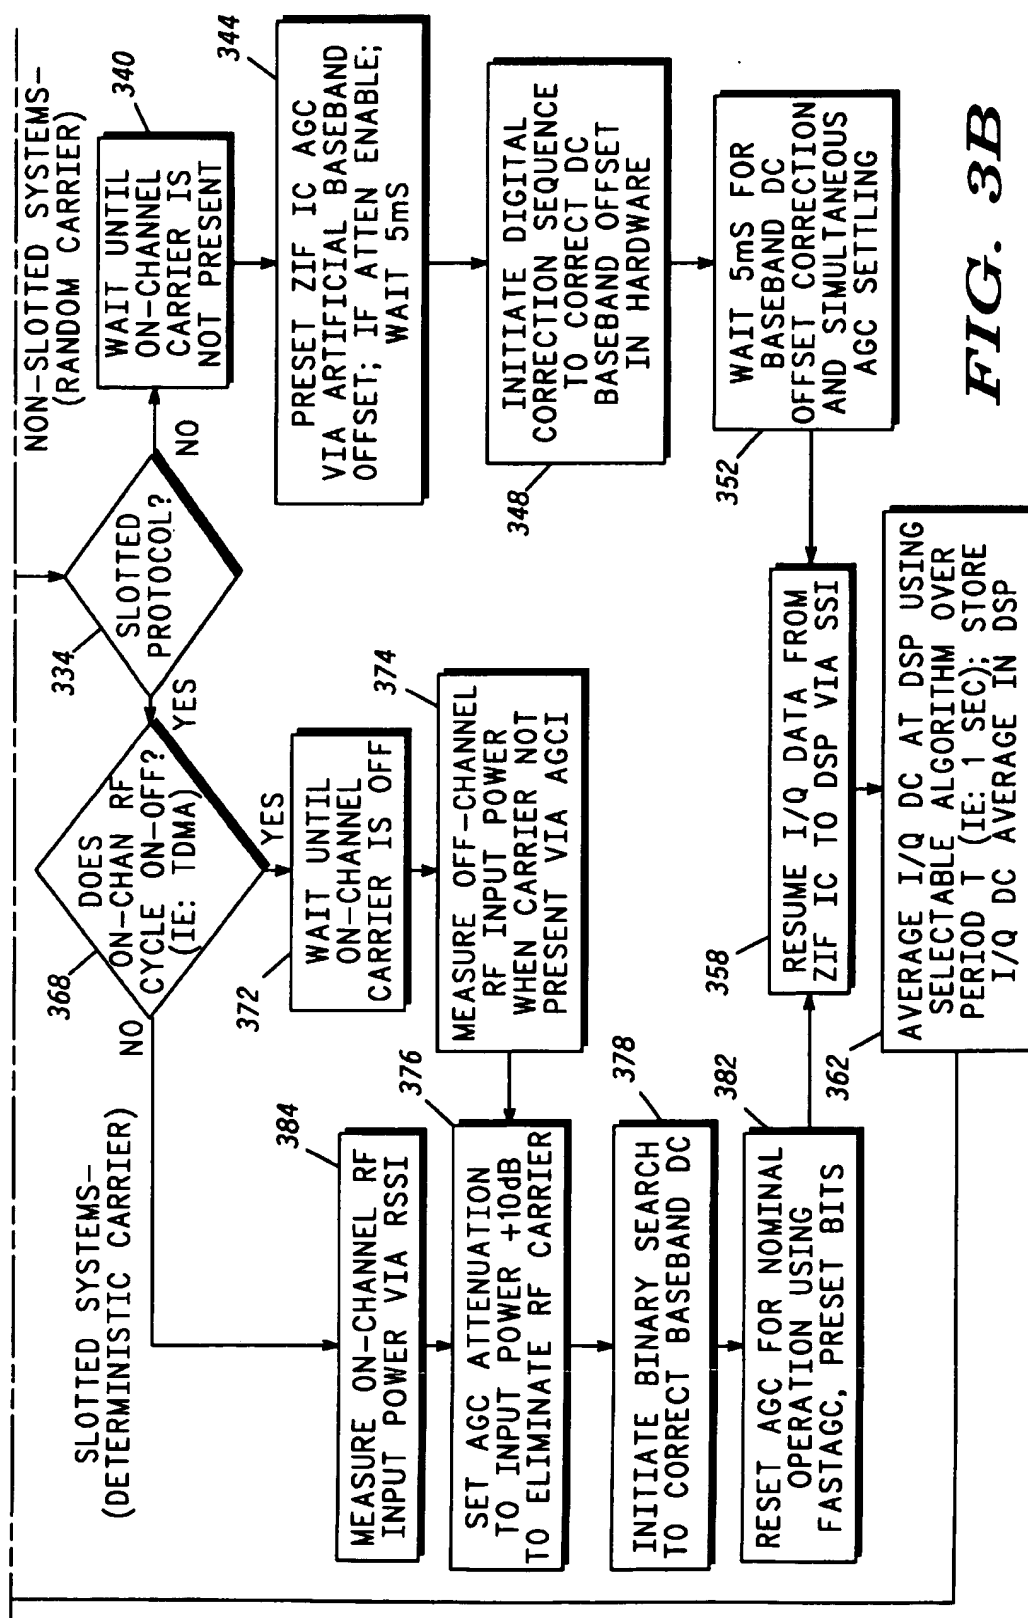 SLOTTED SYSTEMS-
(DETERMINISTIC CARRIER)
NON-SLOTTED SYSTEMS-
(RANDOM CARRIER)
334
SLOTTED
PROTOCOL?
YES
NO
368
DOES
ON-CHAN RF
CYCLE ON-OFF?
(IE: TDMA)
NO
YES
340
WAIT UNTIL
ON-CHANNEL
CARRIER IS
NOT PRESENT
344
PRESET ZIF IC AGC
VIA ARTIFICIAL BASEBAND
OFFSET; IF ATTEN ENABLE;
WAIT 5mS
348
INITIATE DIGITAL
CORRECTION SEQUENCE
TO CORRECT DC
BASEBAND OFFSET
IN HARDWARE
352
WAIT 5mS FOR
BASEBAND DC
OFFSET CORRECTION
AND SIMULTANEOUS
AGC SETTLING
372
WAIT UNTIL
ON-CHANNEL
CARRIER IS OFF
374
MEASURE OFF-CHANNEL
RF INPUT POWER
WHEN CARRIER NOT
PRESENT VIA AGCI
384
MEASURE ON-CHANNEL RF
INPUT POWER VIA RSSI
376
SET AGC ATTENUATION
TO INPUT POWER +10dB
TO ELIMINATE RF CARRIER
378
INITIATE BINARY SEARCH
TO CORRECT BASEBAND DC
382
RESET AGC FOR NOMINAL
OPERATION USING
FASTAGC, PRESET BITS
358
RESUME I/Q DATA FROM
ZIF IC TO DSP VIA SSI
362
AVERAGE I/Q DC AT DSP USING
SELECTABLE ALGORITHM OVER
PERIOD T (IE: 1 SEC); STORE
I/Q DC AVERAGE IN DSP
FIG. 3B